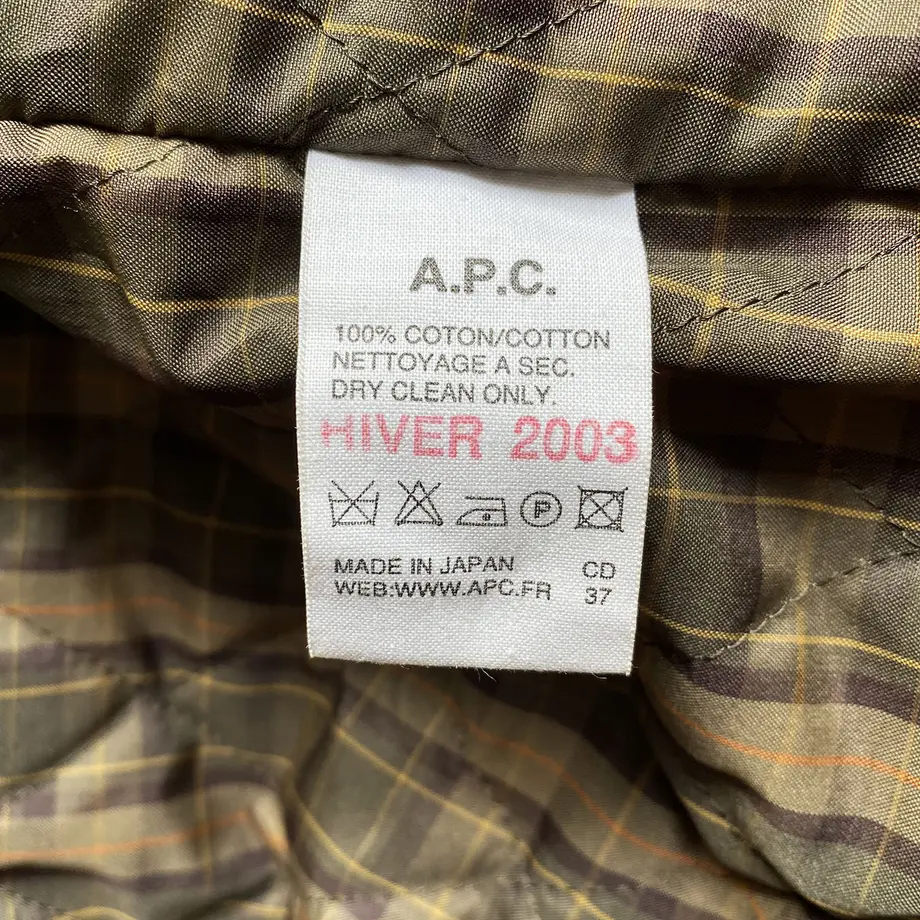 A.P.C.
100% COTON/COTTON
NETTOYAGE A SEC.
DRY CLEAN ONLY.
HIVER 2003
P
MADE IN JAPAN CD
WEB:WWW.APC.FR 37